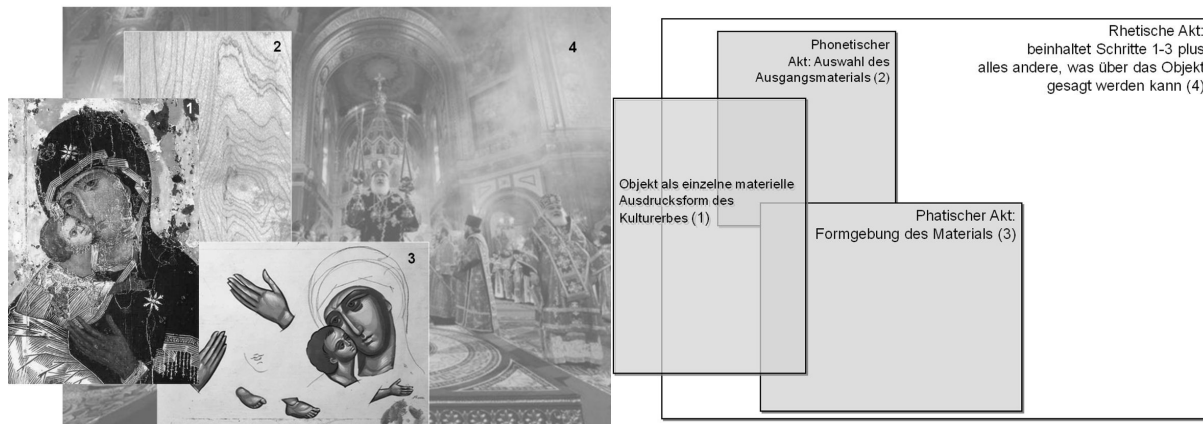 1
2
3
4
Rhetische Akt:
beinhaltet Schritte 1-3 plus
alles andere, was über das Objekt
gesagt werden kann (4)
Phonetischer
Akt: Auswahl des
Ausgangsmaterials (2)
Objekt als einzelne materielle
Ausdrucksform des
Kulturerbes (1)
Phatischer Akt:
Formgebung des Materials (3)